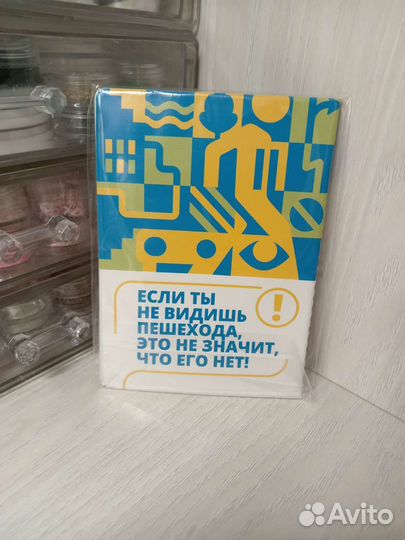 ЕСЛИ ТЫ
НЕ ВИДИШЬ
ПЕШЕХОДА,
ЭТО НЕ ЗНАЧИТ,
ЧТО ЕГО НЕТ!
!
Avito